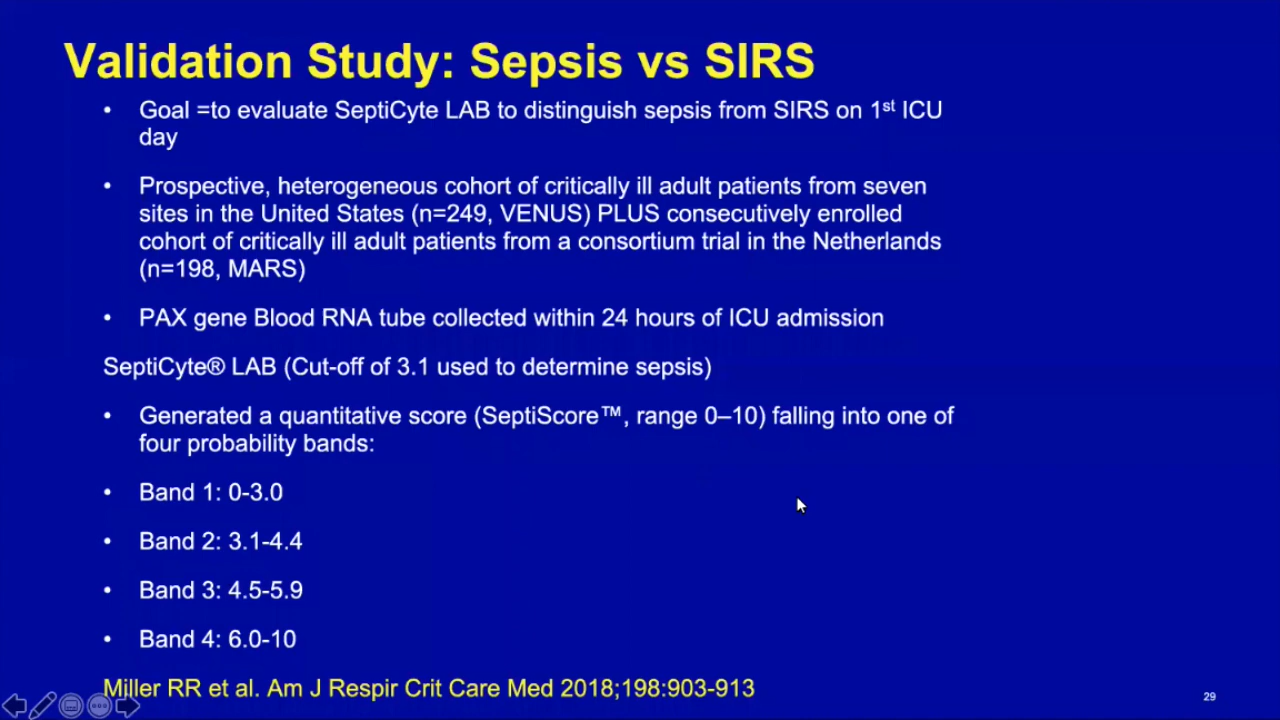 Validation Study: Sepsis vs SIRS
• Goal =to evaluate SeptiCyte LAB to distinguish sepsis from SIRS on 1st ICU
day
• Prospective, heterogeneous cohort of critically ill adult patients from seven
sites in the United States (n=249, VENUS) PLUS consecutively enrolled
cohort of critically ill adult patients from a consortium trial in the Netherlands
(n=198, MARS)
• PAX gene Blood RNA tube collected within 24 hours of ICU admission
SeptiCyte® LAB (Cut-off of 3.1 used to determine sepsis)
• Generated a quantitative score (SeptiScore™, range 0–10) falling into one of
four probability bands:
• Band 1: 0-3.0
• Band 2: 3.1-4.4
• Band 3: 4.5-5.9
• Band 4: 6.0-10
Miller RR et al. Am J Respir Crit Care Med 2018;198:903-913
29